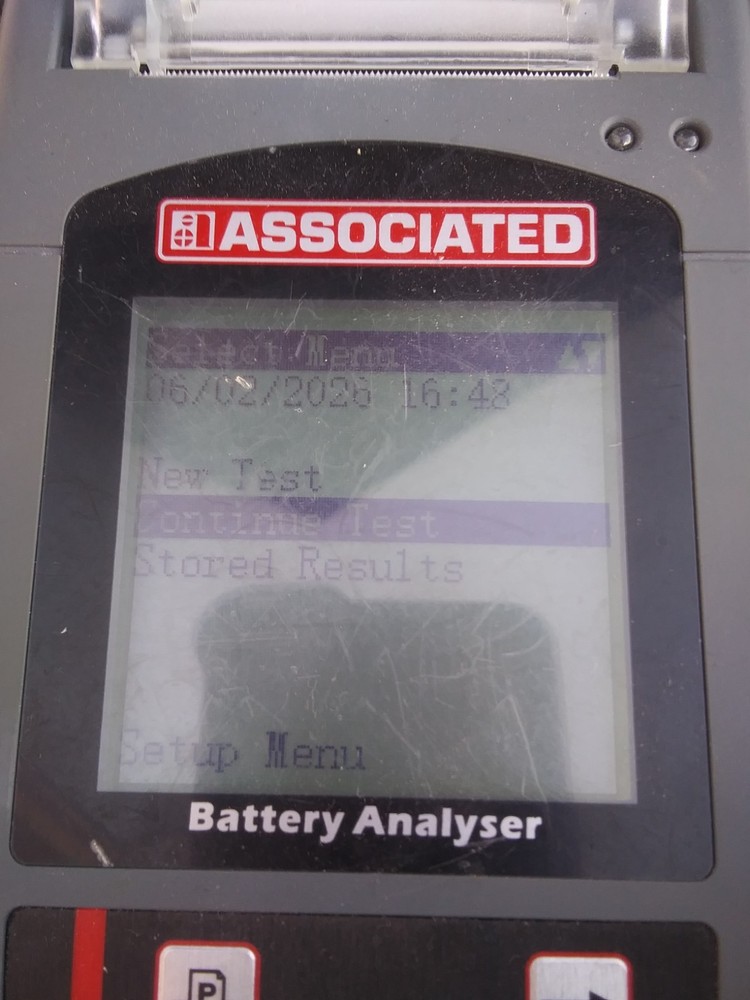 ASSOCIATED
Select Menu
06/02/2026 16:48
New Test
Continue Test
Stored Results
Setup Menu
Battery Analyser
P